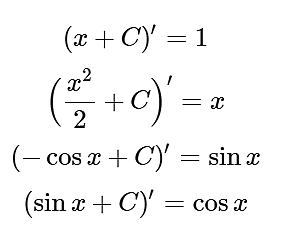 (x + C)′ = 1
(x²/2 + C)′ = x
(− cos x + C)′ = sin x
(sin x + C)′ = cos x